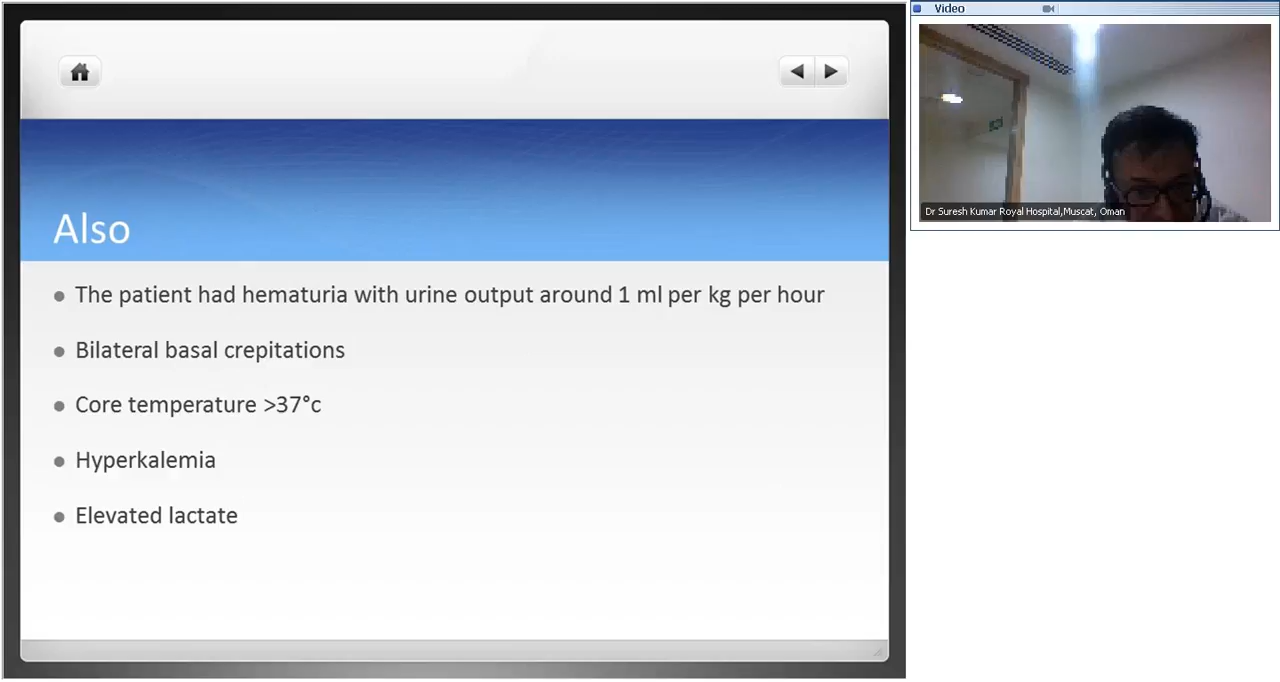 Video
Dr Suresh Kumar Royal Hospital,Muscat, Oman
Also
The patient had hematuria with urine output around 1 ml per kg per hour
Bilateral basal crepitations
Core temperature >37°c
Hyperkalemia
Elevated lactate